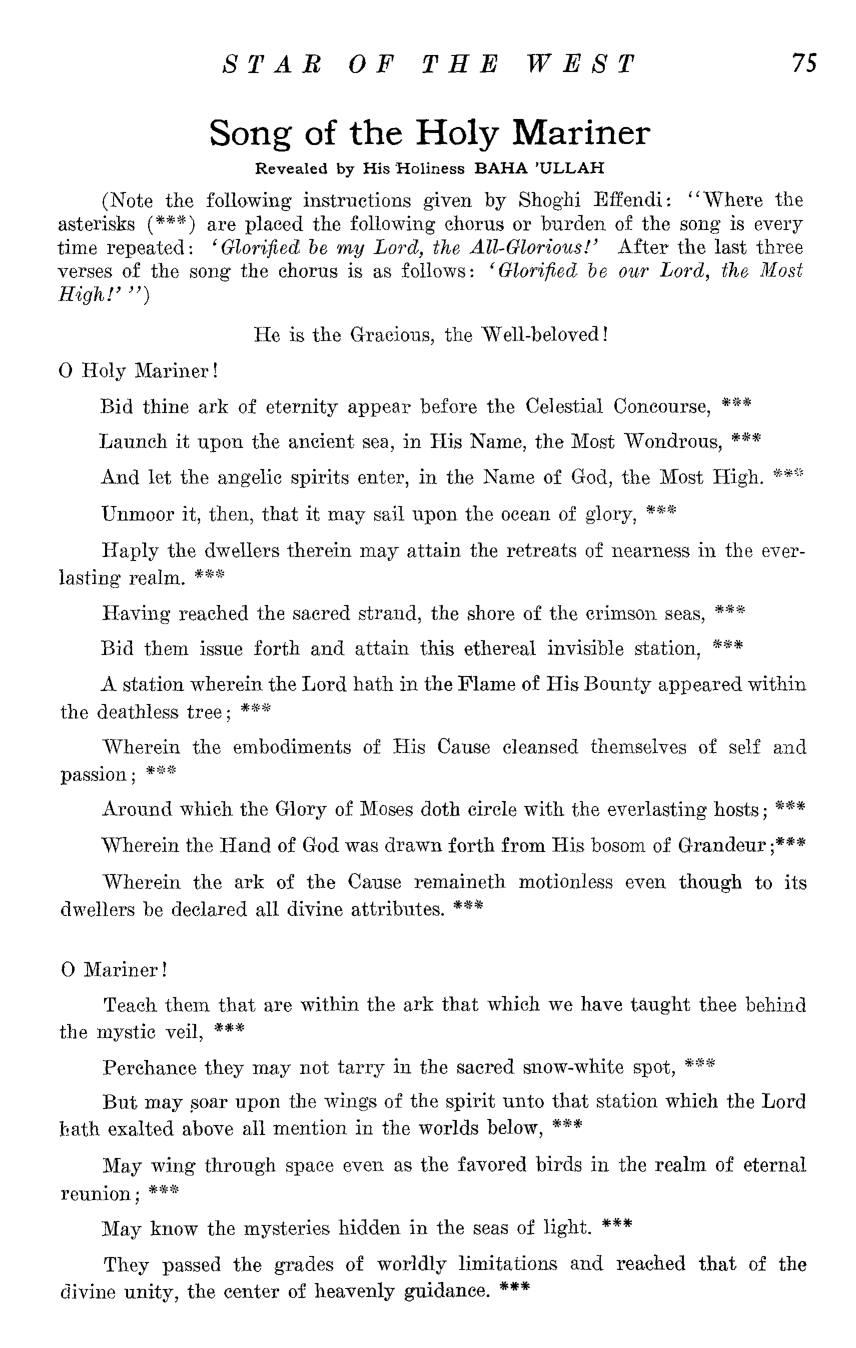 STAR OF THE WEST 75
Song of the Holy Mariner
Revealed by His Holiness BAHA 'ULLAH
(Note the following instructions given by Shoghi Effendi: "Where the
asterisks (***) are placed the following chorus or burden of the song is every
time repeated: 'Glorified be my Lord, the All-Glorious!' After the last three
verses of the song the chorus is as follows: 'Glorified be our Lord, the Most
High!' ")
He is the Gracious, the Well-beloved!
O Holy Mariner!
Bid thine ark of eternity appear before the Celestial Concourse, ***
Launch it upon the ancient sea, in His Name, the Most Wondrous, ***
And let the angelic spirits enter, in the Name of God, the Most High. ***
Unmoor it, then, that it may sail upon the ocean of glory, ***
Haply the dwellers therein may attain the retreats of nearness in the ever-
lasting realm. ***
Having reached the sacred strand, the shore of the crimson seas, ***
Bid them issue forth and attain this ethereal invisible station, ***
A station wherein the Lord hath in the Flame of His Bounty appeared within
the deathless tree; ***
Wherein the embodiments of His Cause cleansed themselves of self and
passion; ***
Around which the Glory of Moses doth circle with the everlasting hosts; ***
Wherein the Hand of God was drawn forth from His bosom of Grandeur;***
Wherein the ark of the Cause remaineth motionless even though to its
dwellers be declared all divine attributes. ***
O Mariner!
Teach them that are within the ark that which we have taught thee behind
the mystic veil, ***
Perchance they may not tarry in the sacred snow-white spot, ***
But may soar upon the wings of the spirit unto that station which the Lord
hath exalted above all mention in the worlds below, ***
May wing through space even as the favored birds in the realm of eternal
reunion; ***
May know the mysteries hidden in the seas of light. ***
They passed the grades of worldly limitations and reached that of the
divine unity, the center of heavenly guidance. ***